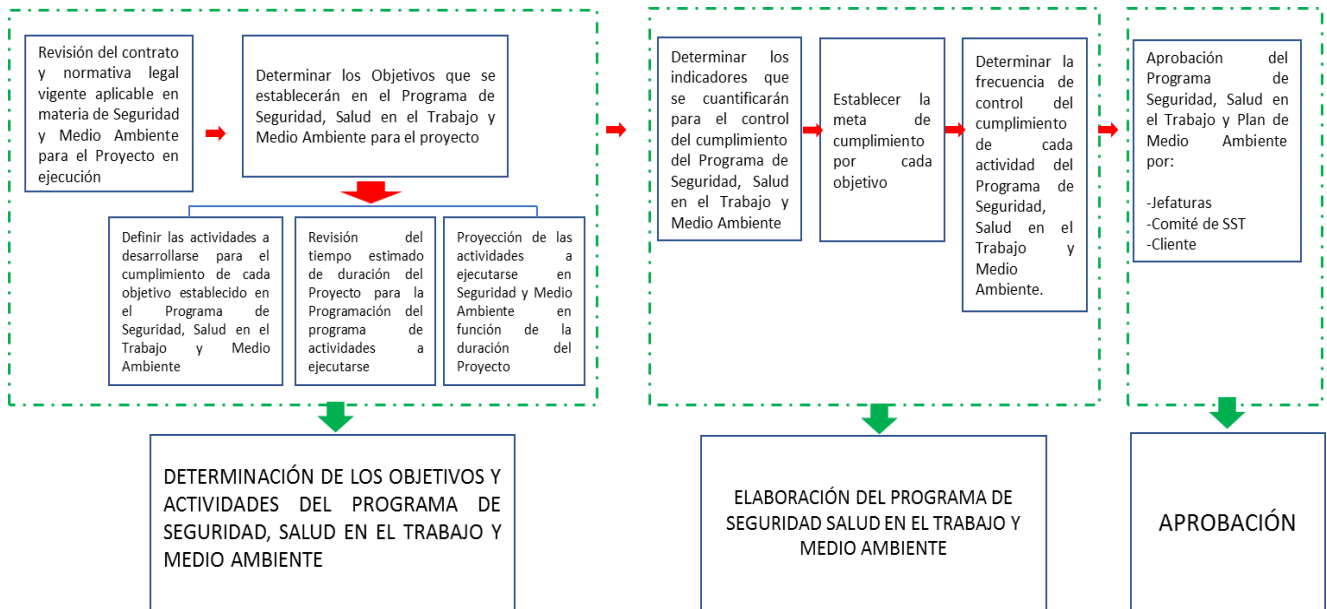 Revisión del contrato
y normativa legal
vigente aplicable en
materia de Seguridad
y Medio Ambiente
para el Proyecto en
ejecución
Determinar los Objetivos que se
establecerán en el Programa de
Seguridad, Salud en el Trabajo y
Medio Ambiente para el proyecto
Definir las actividades a
desarrollarse para el
cumplimiento de cada
objetivo establecido en
el Programa de
Seguridad, Salud en el
Trabajo y Medio
Ambiente
Revisión del
tiempo estimado
de duración del
Proyecto para la
Programación del
programa de
actividades a
ejecutarse
Proyección de las
actividades a
ejecutarse en
Seguridad y Medio
Ambiente en
función de la
duración del
Proyecto
DETERMINACIÓN DE LOS OBJETIVOS Y
ACTIVIDADES DEL PROGRAMA DE
SEGURIDAD, SALUD EN EL TRABAJO Y
MEDIO AMBIENTE
Determinar los
indicadores que
se cuantificarán
para el control
del cumplimiento
del Programa de
Seguridad, Salud
en el Trabajo y
Medio Ambiente
Establecer la
meta de
cumplimiento
por cada
objetivo
Determinar la
frecuencia de
control del
cumplimiento
de cada
actividad del
Programa de
Seguridad,
Salud en el
Trabajo y
Medio
Ambiente.
ELABORACIÓN DEL PROGRAMA DE
SEGURIDAD SALUD EN EL TRABAJO Y
MEDIO AMBIENTE
Aprobación del
Programa de
Seguridad, Salud en
el Trabajo y Plan de
Medio Ambiente
por:
-Jefaturas
-Comité de SST
-Cliente
APROBACIÓN